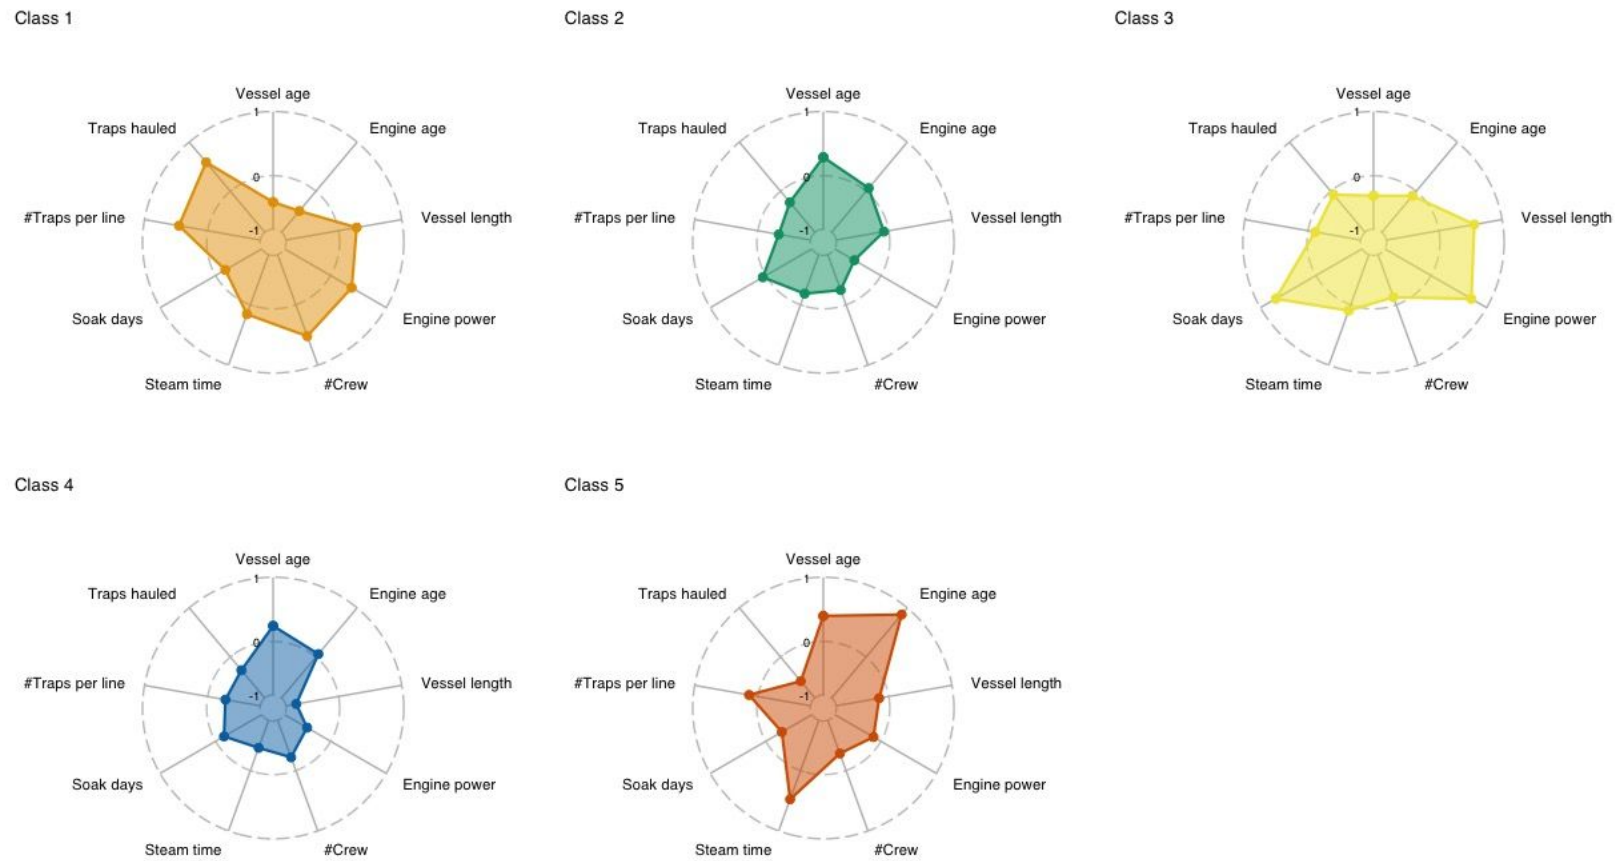 Class 1
Vessel age
1
Traps hauled
Engine age
0
#Traps per line
Vessel length
-1
Soak days
Engine power
Steam time
#Crew
Class 2
Vessel age
1
Traps hauled
Engine age
0
#Traps per line
Vessel length
-1
Soak days
Engine power
Steam time
#Crew
Class 3
Vessel age
1
Traps hauled
Engine age
0
#Traps per line
Vessel length
-1
Soak days
Engine power
Steam time
#Crew
Class 4
Vessel age
1
Traps hauled
Engine age
0
#Traps per line
Vessel length
-1
Soak days
Engine power
Steam time
#Crew
Class 5
Vessel age
1
Traps hauled
Engine age
0
#Traps per line
Vessel length
-1
Soak days
Engine power
Steam time
#Crew